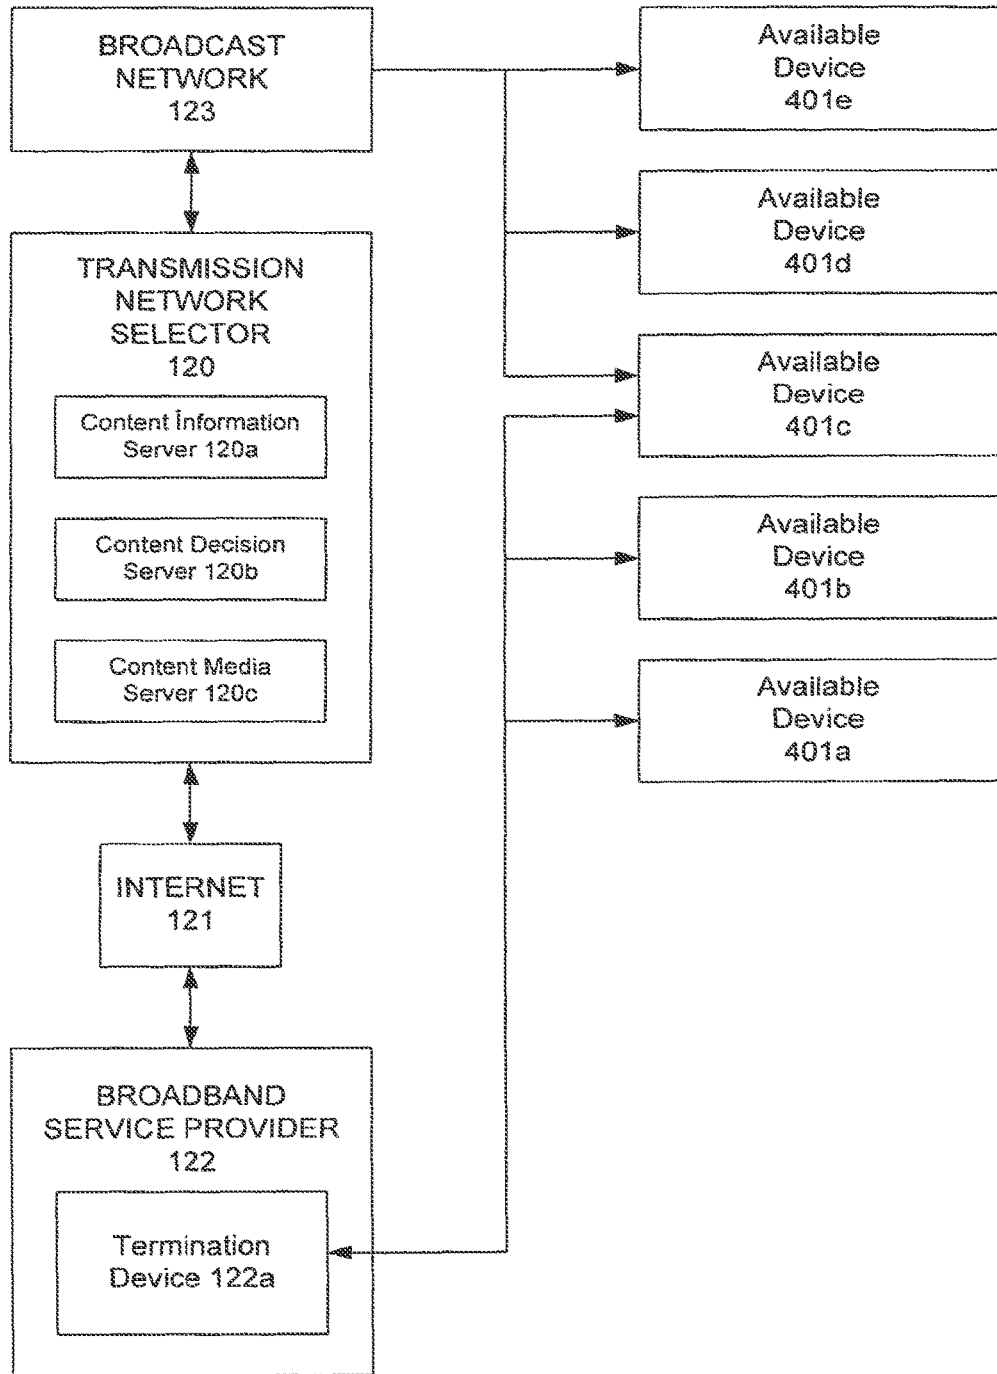 BROADCAST
NETWORK
123
TRANSMISSION
NETWORK
SELECTOR
120
Content Information
Server 120a
Content Decision
Server 120b
Content Media
Server 120c
INTERNET
121
BROADBAND
SERVICE PROVIDER
122
Termination
Device 122a
Available
Device
401e
Available
Device
401d
Available
Device
401c
Available
Device
401b
Available
Device
401a